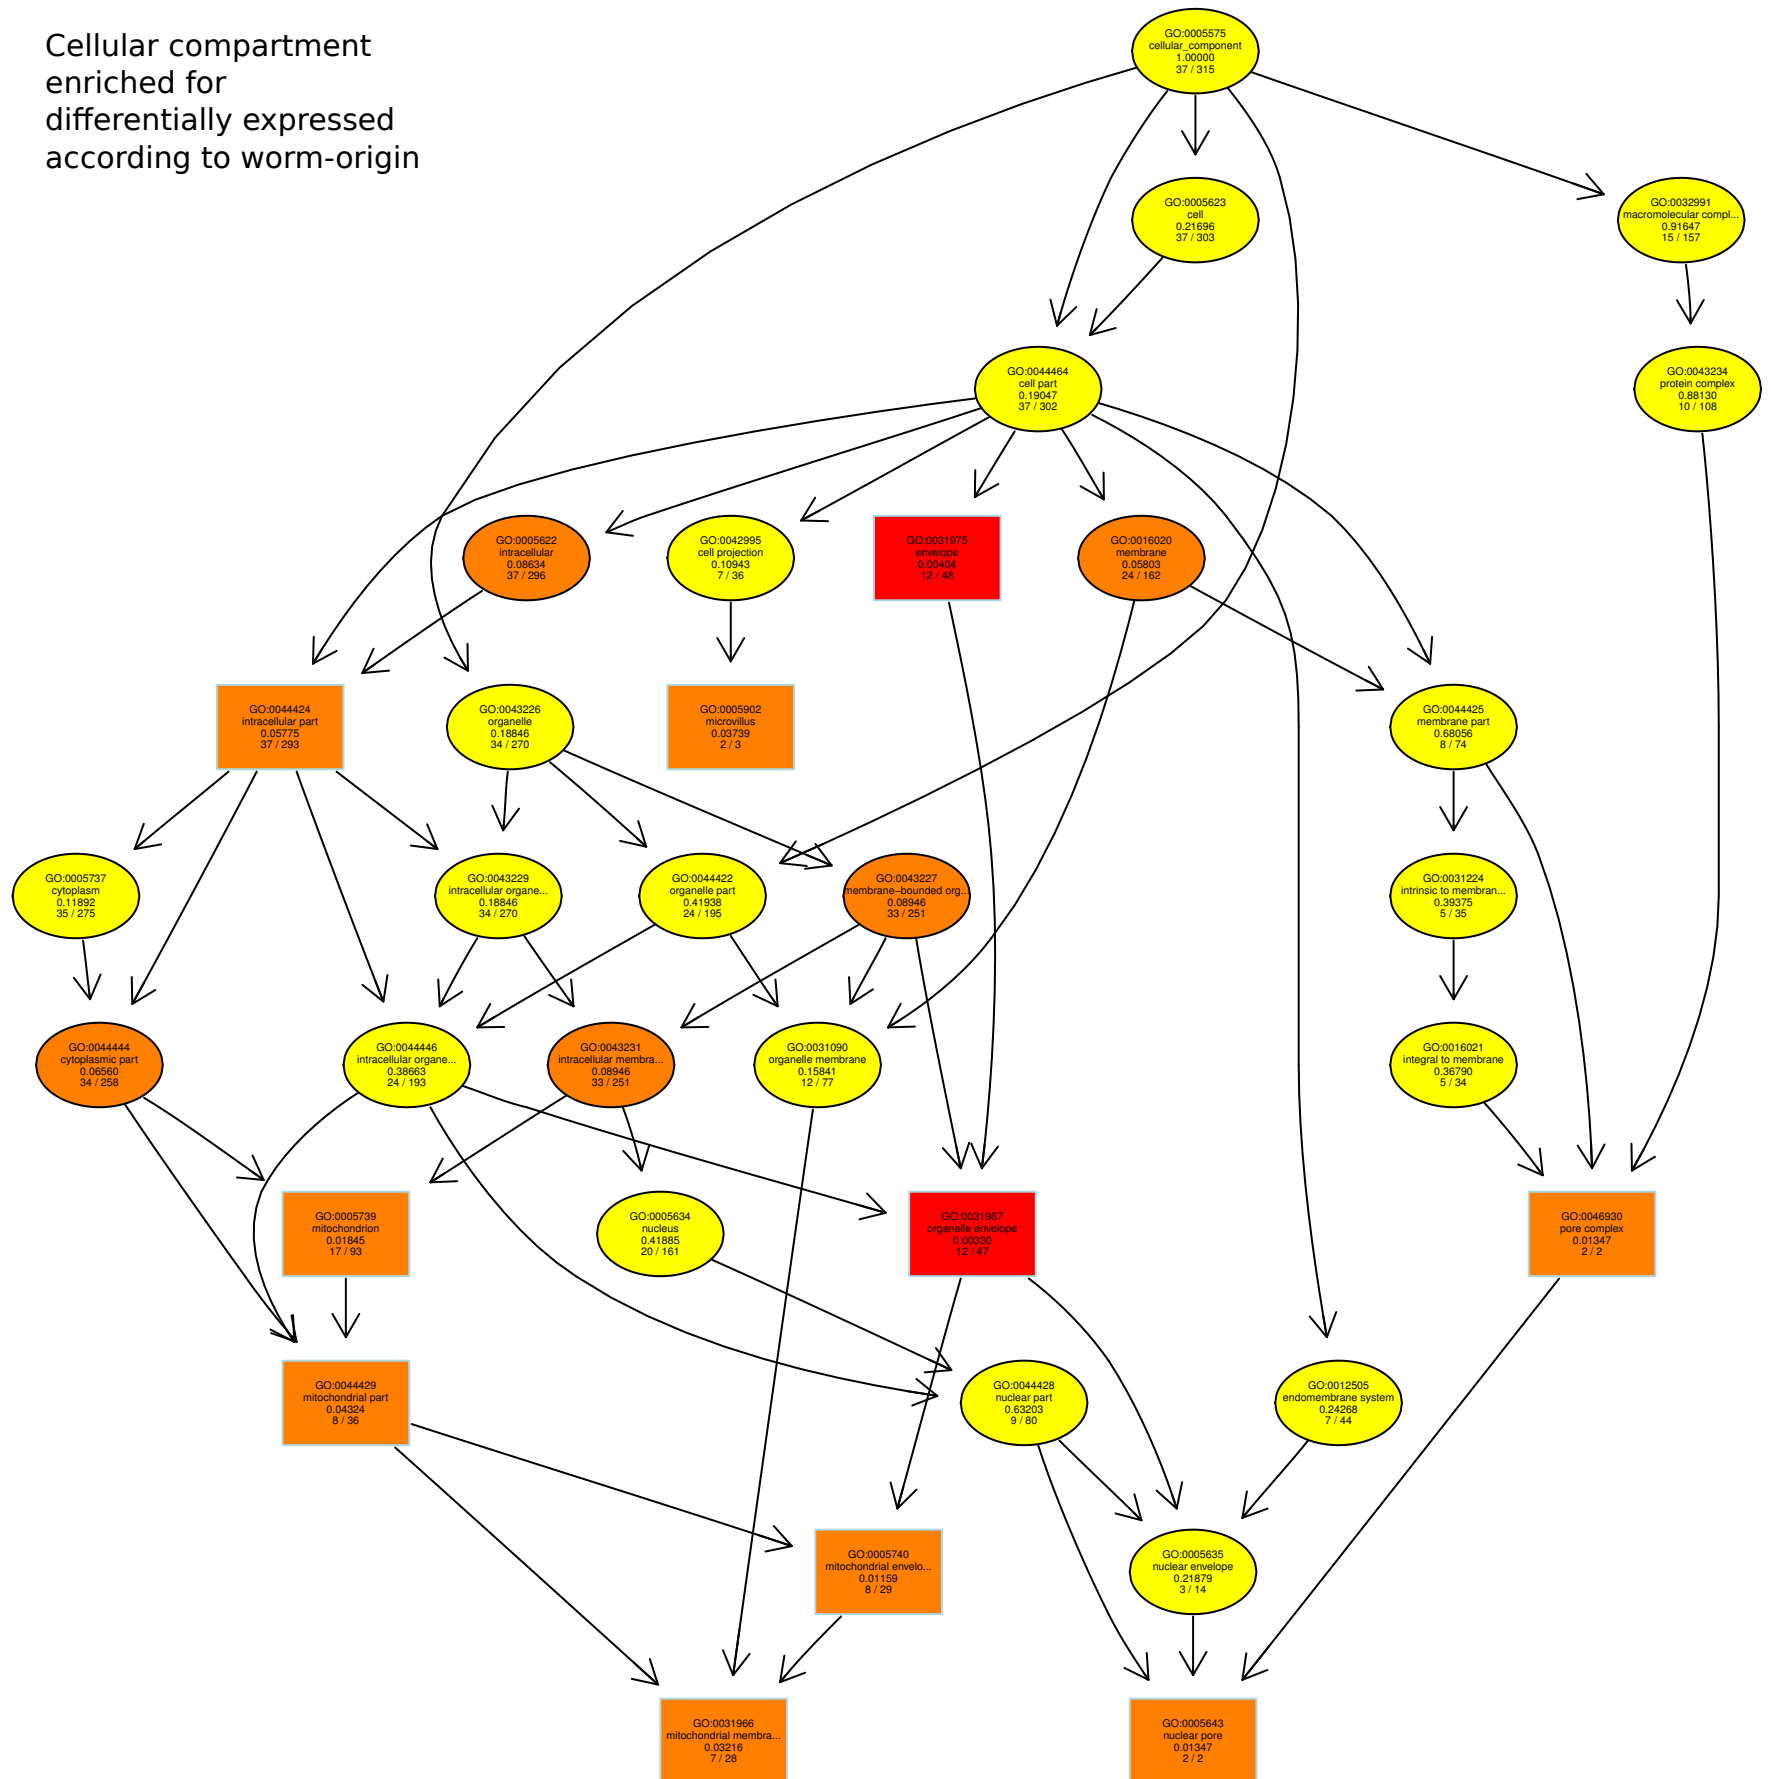 Cellular compartment
enriched for
differentially expressed
according to worm-origin
GO:0005575
cellular_component
1.00000
37 / 315
GO:0005623
cell
0.21696
37 / 303
GO:0032991
macromolecular compl...
0.91647
15 / 157
GO:0044464
cell part
0.19047
37 / 302
GO:0043234
protein complex
0.88130
10 / 108
GO:0005622
intracellular
0.08634
37 / 296
GO:0042995
cell projection
0.10943
7 / 36
GO:0031975
envelope
0.00404
12 / 48
GO:0016020
membrane
0.05803
24 / 162
GO:0044424
intracellular part
0.05775
37 / 293
GO:0043226
organelle
0.18846
34 / 270
GO:0005902
microvillus
0.03739
2 / 3
GO:0044425
membrane part
0.68056
8 / 74
GO:0005737
cytoplasm
0.11892
35 / 275
GO:0043229
intracellular organe...
0.18846
34 / 270
GO:0044422
organelle part
0.41938
24 / 195
GO:0043227
membrane−bounded org...
0.08946
33 / 251
GO:0031224
intrinsic to membran...
0.39375
5 / 35
GO:0044444
cytoplasmic part
0.06560
34 / 258
GO:0044446
intracellular organe...
0.38663
24 / 193
GO:0043231
intracellular membra...
0.08946
33 / 251
GO:0031090
organelle membrane
0.15841
12 / 77
GO:0016021
integral to membrane
0.36790
5 / 34
GO:0005739
mitochondrion
0.01845
17 / 93
GO:0005634
nucleus
0.41885
20 / 161
GO:0031967
organelle envelope
0.00330
12 / 47
GO:0046930
pore complex
0.01347
2 / 2
GO:0044429
mitochondrial part
0.04324
8 / 36
GO:0044428
nuclear part
0.63203
9 / 80
GO:0012505
endomembrane system
0.24268
7 / 44
GO:0005740
mitochondrial envelo...
0.01159
8 / 29
GO:0005635
nuclear envelope
0.21879
3 / 14
GO:0031966
mitochondrial membra...
0.03216
7 / 28
GO:0005643
nuclear pore
0.01347
2 / 2